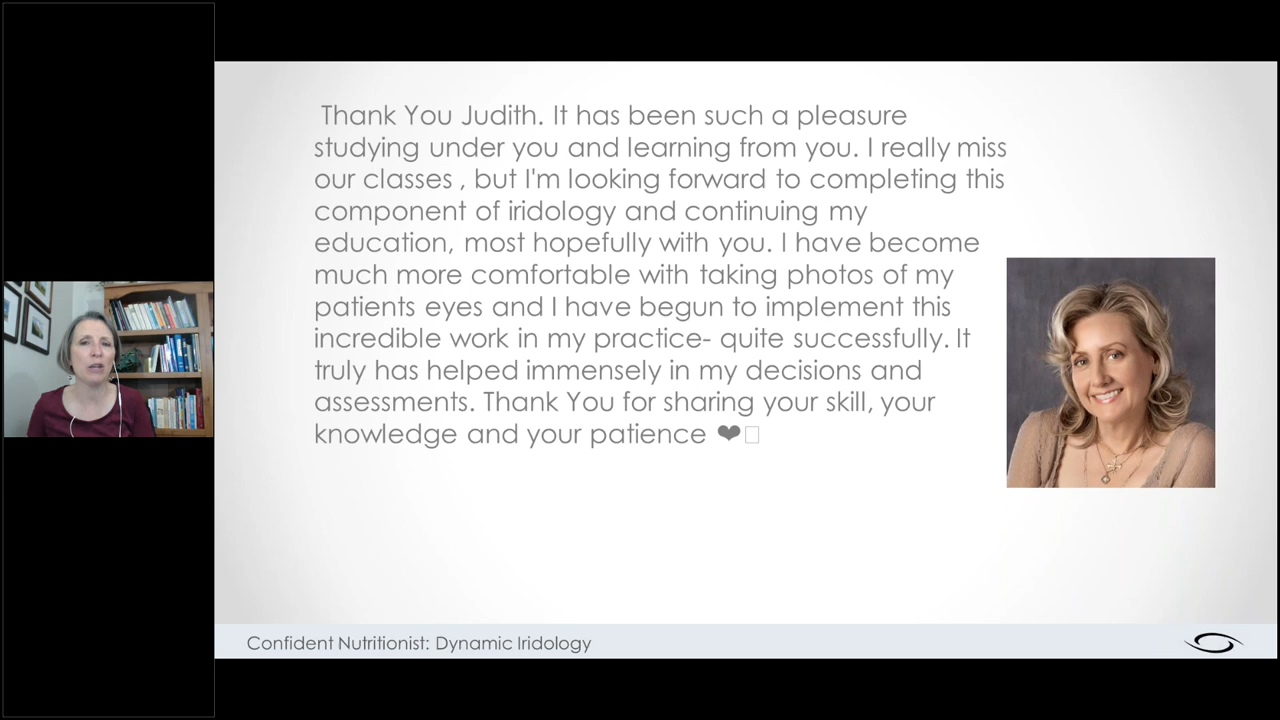 Thank You Judith. It has been such a pleasure
studying under you and learning from you. I really miss
our classes , but I'm looking forward to completing this
component of iridology and continuing my
education, most hopefully with you. I have become
much more comfortable with taking photos of my
patients eyes and I have begun to implement this
incredible work in my practice- quite successfully. It
truly has helped immensely in my decisions and
assessments. Thank You for sharing your skill, your
knowledge and your patience ❤
Confident Nutritionist: Dynamic Iridology